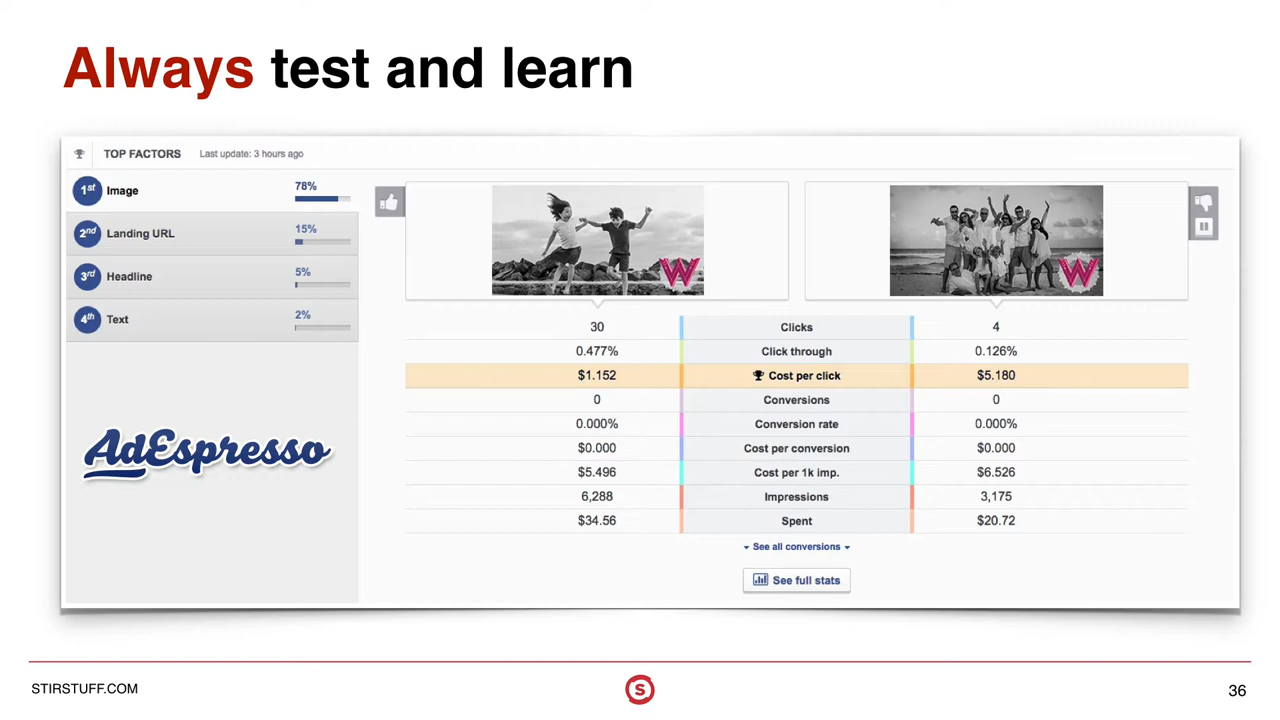 Always test and learn
TOP FACTORS Last update: 3 hours ago
1st Image 78%
2nd Landing URL 15%
3rd Headline 5%
4th Text 2%
AdEspresso
W
W
30 Clicks 4
0.477% Click through 0.126%
$1.152 Cost per click $5.180
0 Conversions 0
0.000% Conversion rate 0.000%
$0.000 Cost per conversion $0.000
$5.496 Cost per 1k imp. $6.526
6,288 Impressions 3,175
$34.56 Spent $20.72
See all conversions
See full stats
STIRSTUFF.COM S 36